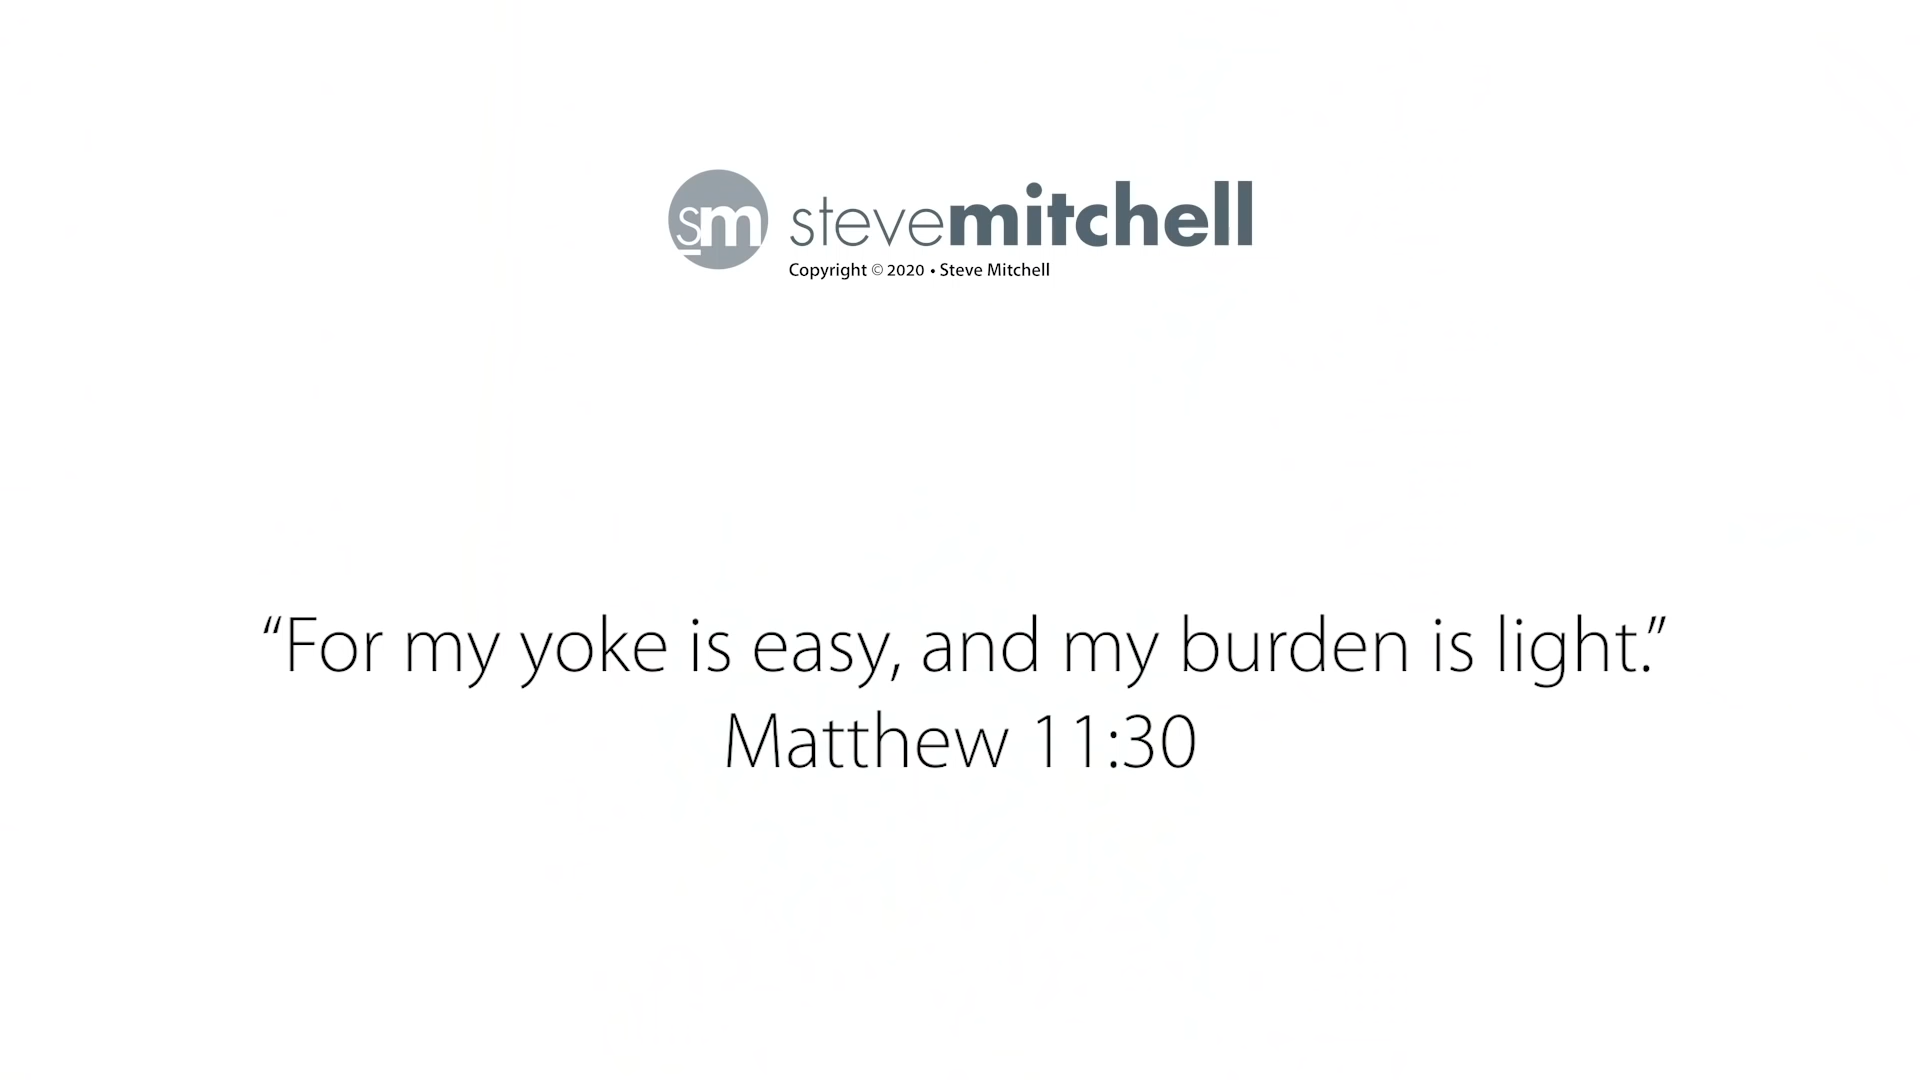 sm stevemitchell
Copyright © 2020 • Steve Mitchell
“For my yoke is easy, and my burden is light.”
Matthew 11:30